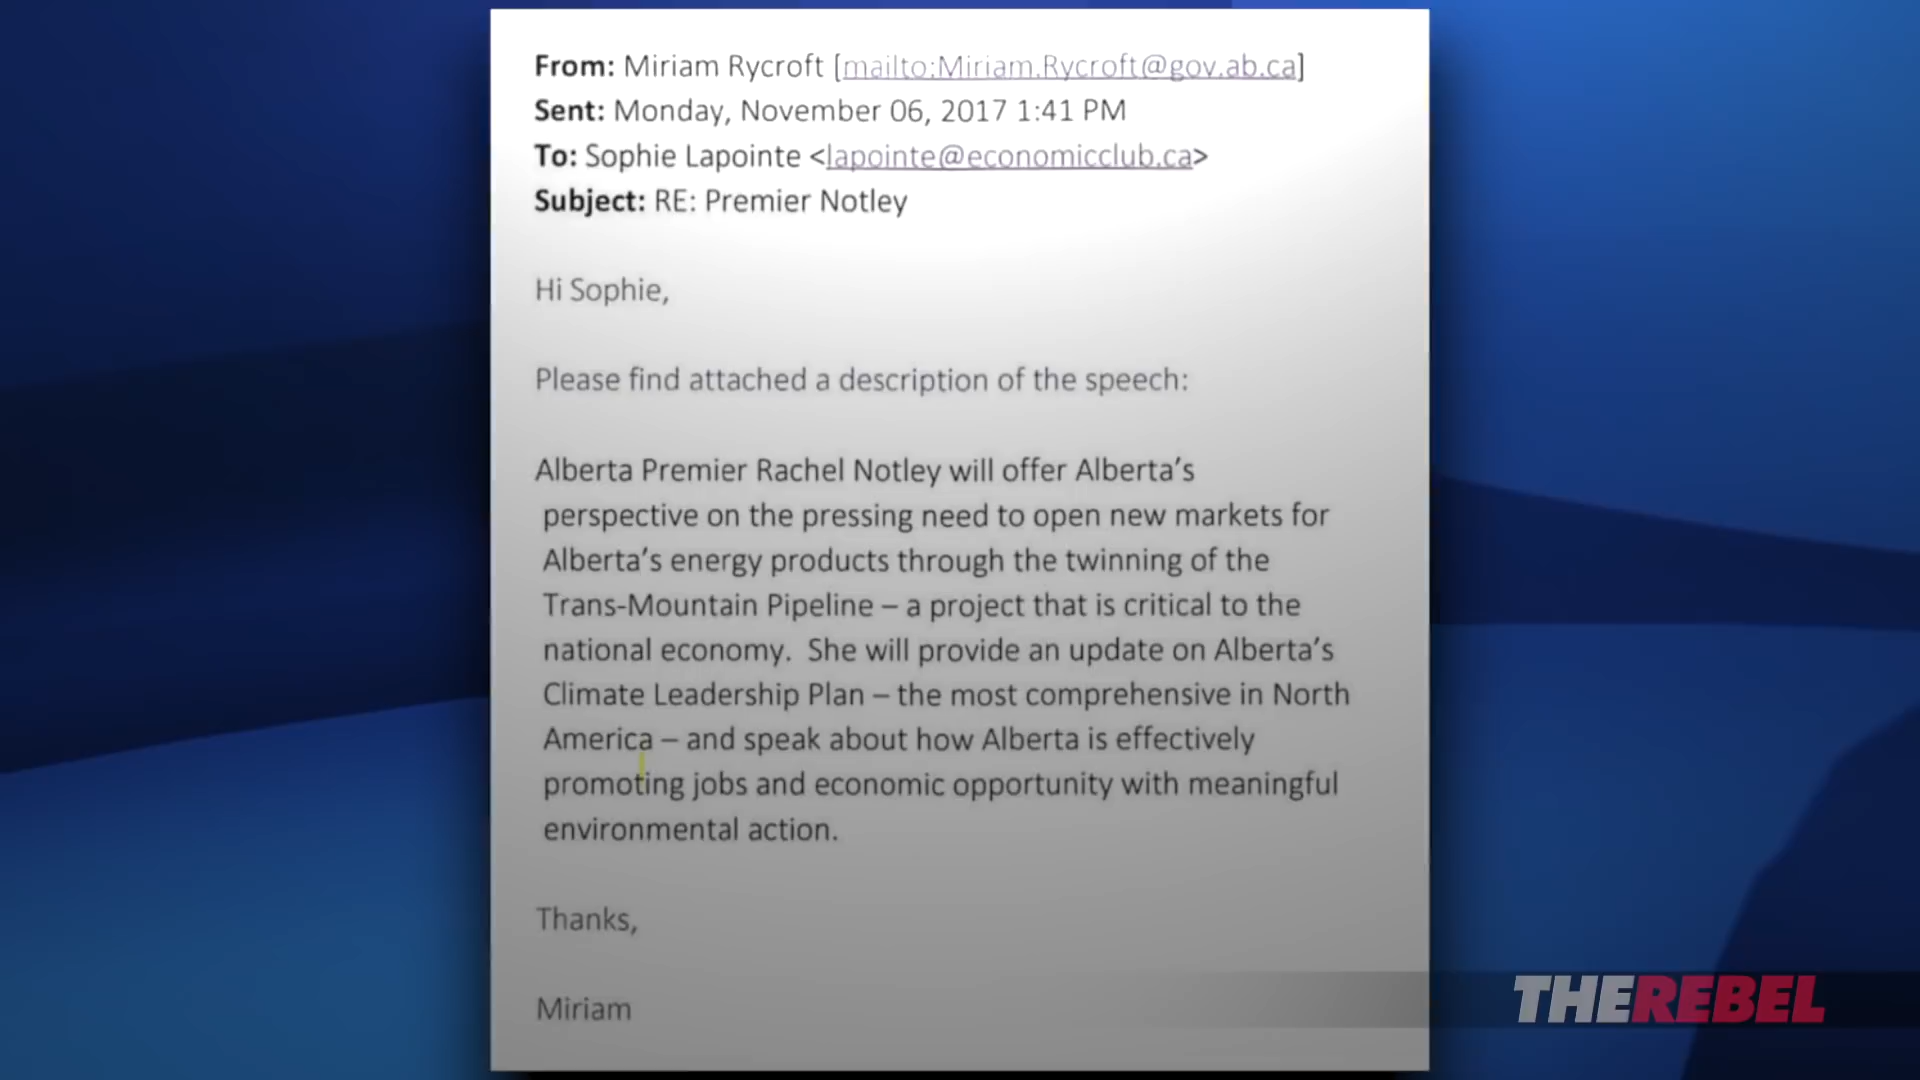 From: Miriam Rycroft [mailto:Miriam.Rycroft@gov.ab.ca]
Sent: Monday, November 06, 2017 1:41 PM
To: Sophie Lapointe <lapointe@economicclub.ca>
Subject: RE: Premier Notley
Hi Sophie,
Please find attached a description of the speech:
Alberta Premier Rachel Notley will offer Alberta's
perspective on the pressing need to open new markets for
Alberta's energy products through the twinning of the
Trans-Mountain Pipeline – a project that is critical to the
national economy.  She will provide an update on Alberta's
Climate Leadership Plan – the most comprehensive in North
America – and speak about how Alberta is effectively
promoting jobs and economic opportunity with meaningful
environmental action.
Thanks,
Miriam
THEREBEL